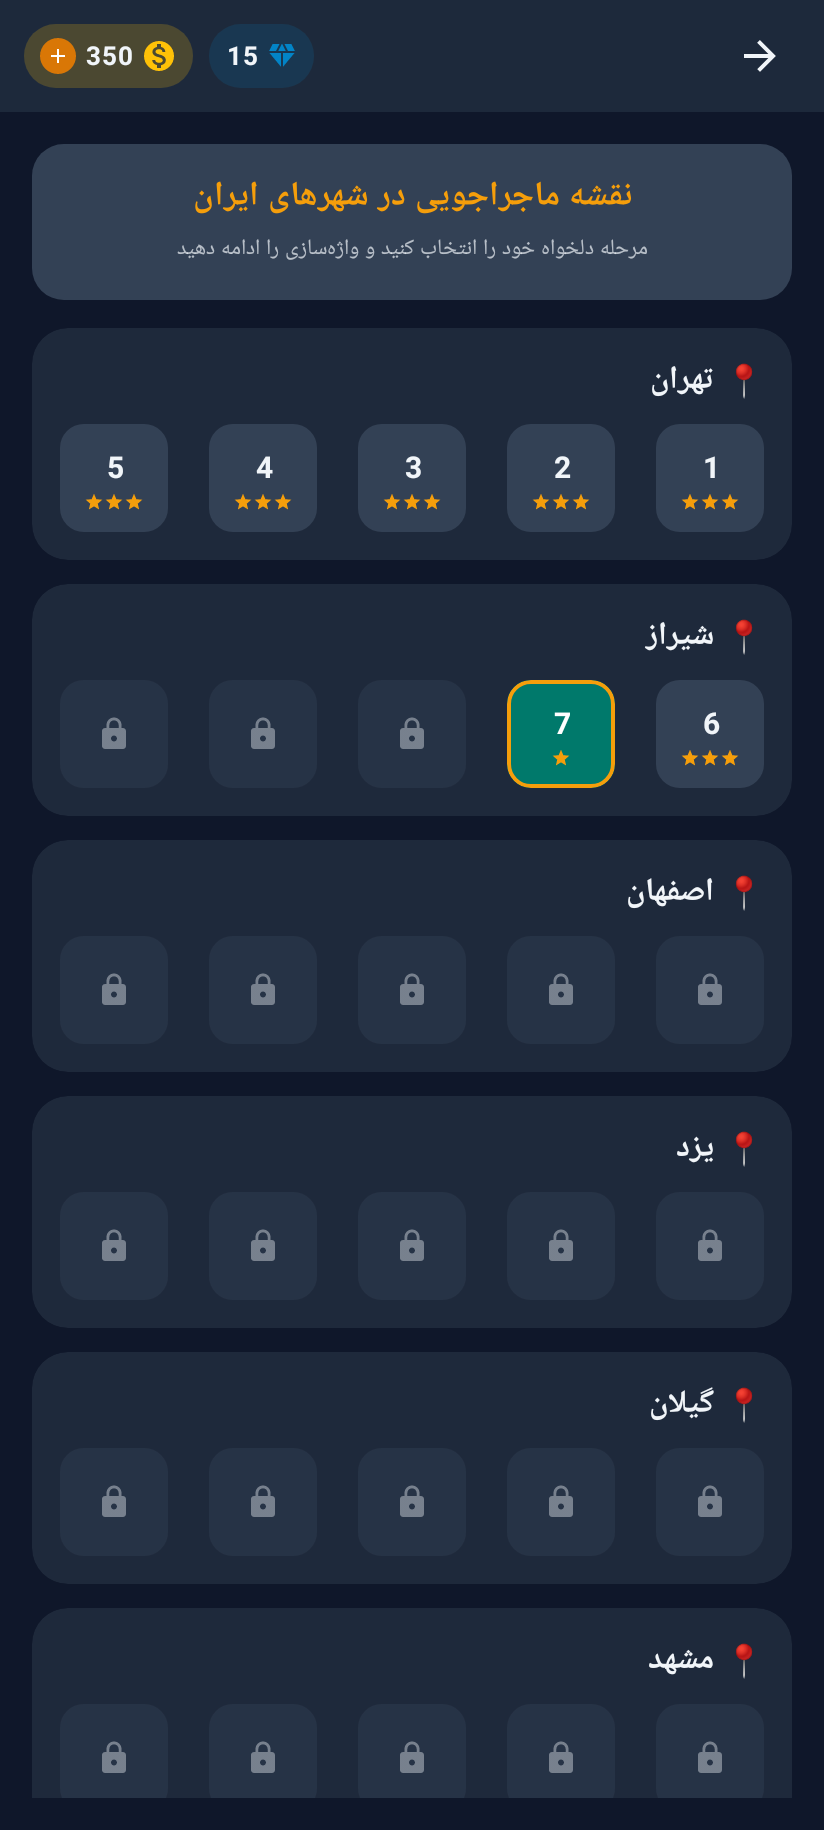 350
15
نقشه ماجراجویی در شهرهای ایران
مرحله دلخواه خود را انتخاب کنید و واژه‌سازی را ادامه دهید
تهران
1 2 3 4 5
شیراز
6 7
اصفهان
یزد
گیلان
مشهد